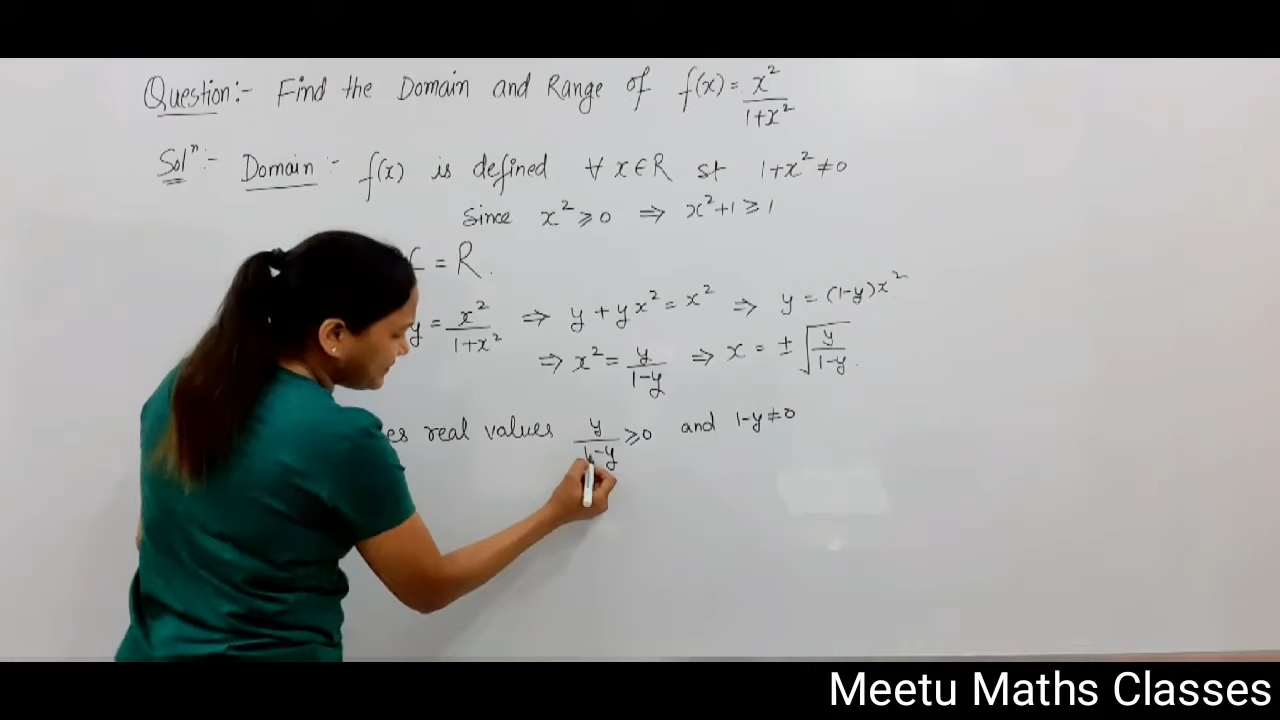 Question:- Find the Domain and Range of f(x) = x²/1+x²
Solⁿ:- Domain:- f(x) is defined ∀ x ∈ R st 1+x² ≠ 0
Since x² ≥ 0 ⇒ x²+1 ≥ 1
= R.
y = x²/1+x² ⇒ y + yx² = x² ⇒ y = (1-y)x²
⇒ x² = y/1-y ⇒ x = ± √y/1-y.
real values y/1-y ≥ 0 and 1-y ≠ 0
Meetu Maths Classes